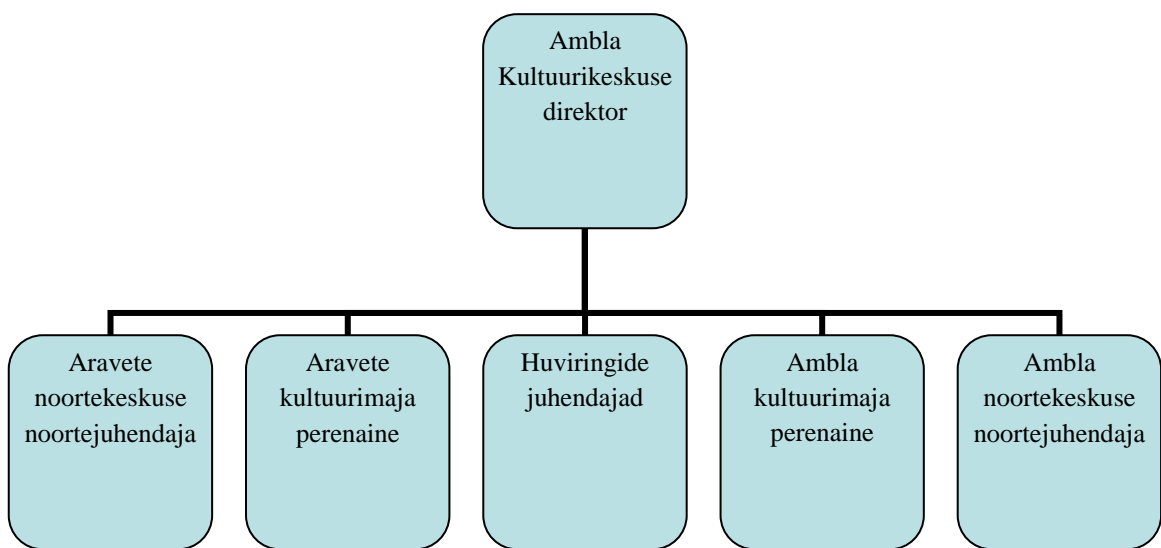 Ambla
Kultuurikeskuse
direktor
Aravete
noortekeskuse
noortejuhendaja
Aravete
kultuurimaja
perenaine
Huviringide
juhendajad
Ambla
kultuurimaja
perenaine
Ambla
noortekeskuse
noortejuhendaja